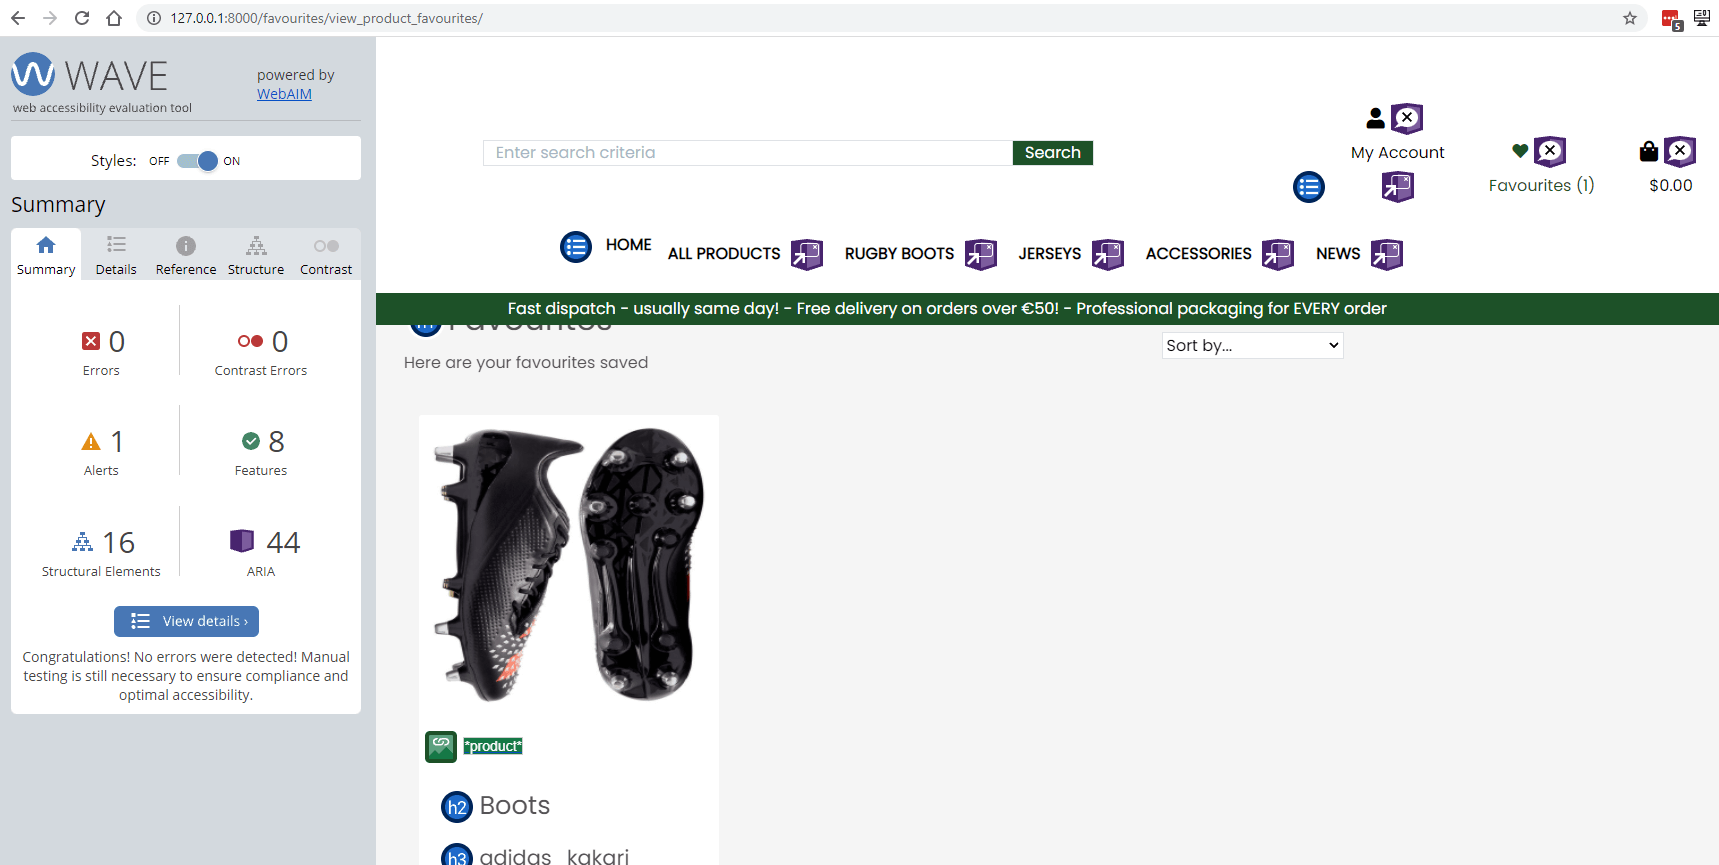 127.0.0.1:8000/favourites/view_product_favourites/
5
WAVE
web accessibility evaluation tool
powered by
WebAIM
Styles: OFF ON
Summary
Summary Details Reference Structure Contrast
0 Errors
0 Contrast Errors
1 Alerts
8 Features
16 Structural Elements
44 ARIA
View details ›
Congratulations! No errors were detected! Manual
testing is still necessary to ensure compliance and
optimal accessibility.
Enter search criteria Search
My Account
Favourites (1)
$0.00
HOME ALL PRODUCTS RUGBY BOOTS JERSEYS ACCESSORIES NEWS
Fast dispatch - usually same day! - Free delivery on orders over €50! - Professional packaging for EVERY order
h1 Favourites
Sort by...
Here are your favourites saved
*product*
h2 Boots
h3 adidas_kakari